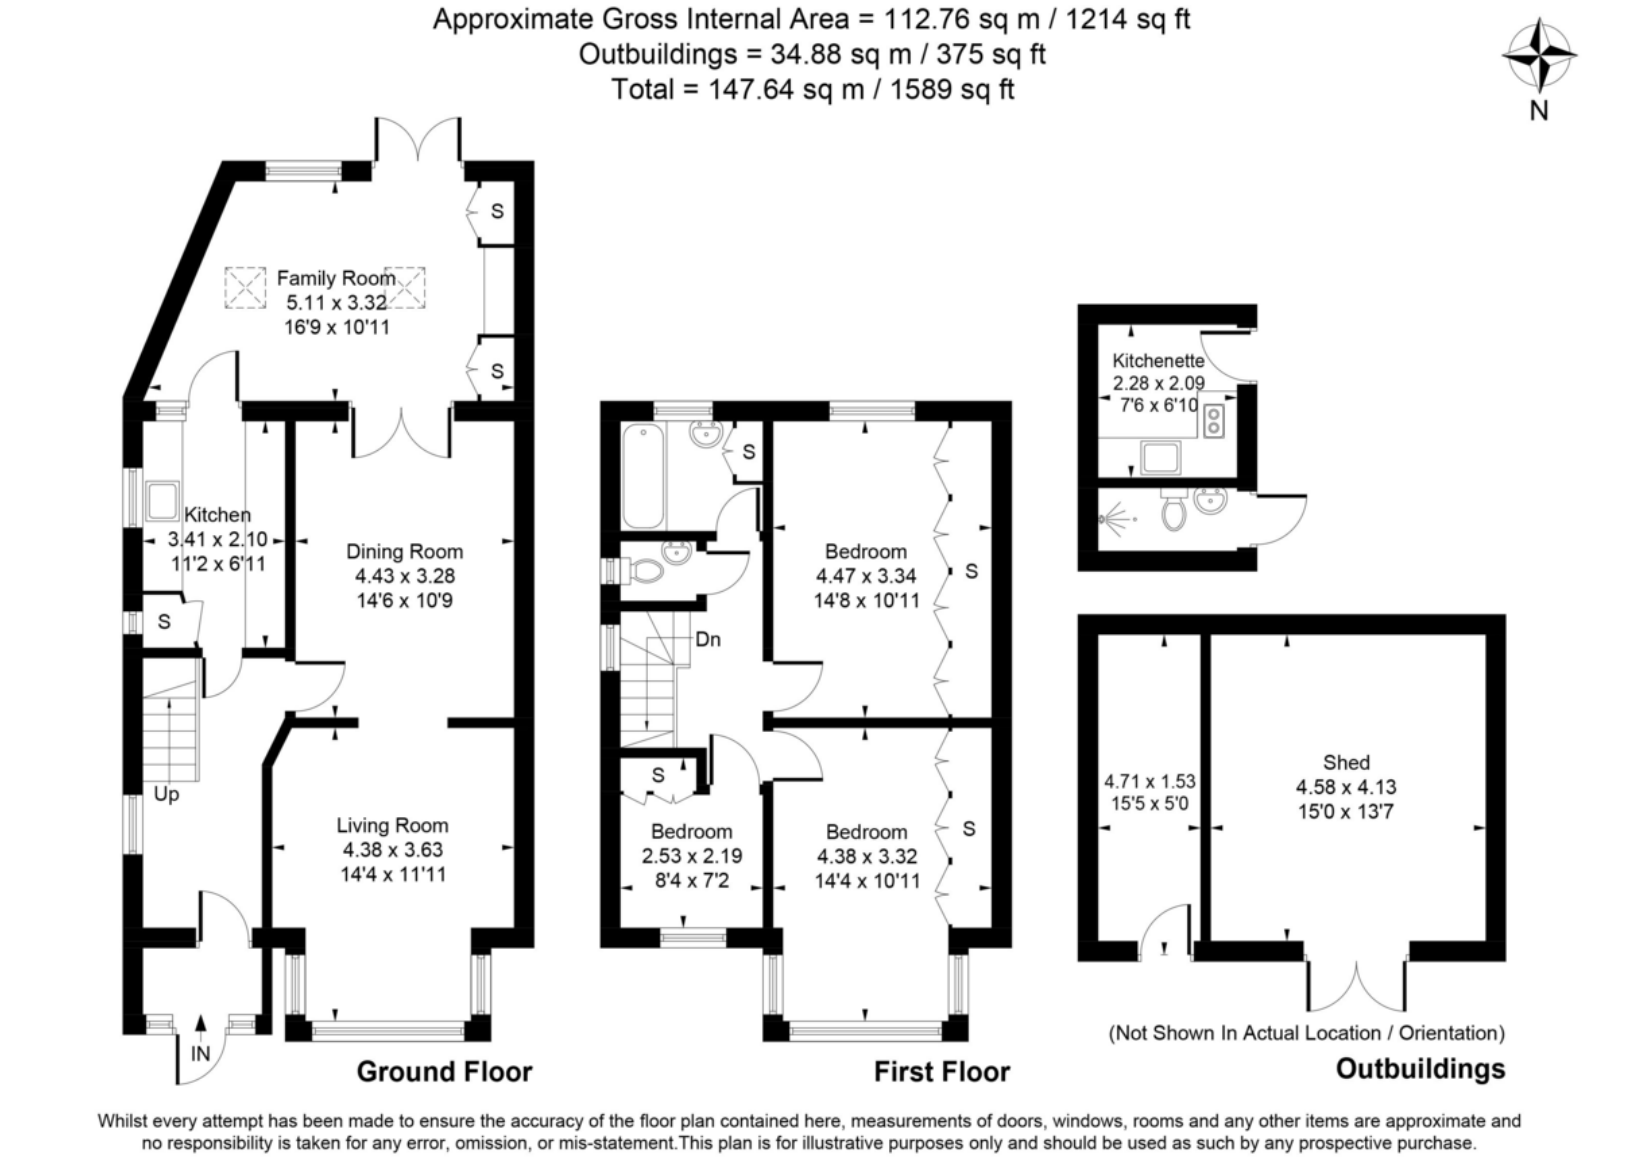 Approximate Gross Internal Area = 112.76 sq m / 1214 sq ft
Outbuildings = 34.88 sq m / 375 sq ft
Total = 147.64 sq m / 1589 sq ft
N
S
Family Room
5.11 x 3.32
16'9 x 10'11
S
Kitchen
3.41 x 2.10
11'2 x 6'11
S
Dining Room
4.43 x 3.28
14'6 x 10'9
Up
Living Room
4.38 x 3.63
14'4 x 11'11
IN
Ground Floor
S
Bedroom
4.47 x 3.34
14'8 x 10'11
S
Dn
S
Bedroom
2.53 x 2.19
8'4 x 7'2
Bedroom
4.38 x 3.32
14'4 x 10'11
S
First Floor
Kitchenette
2.28 x 2.09
7'6 x 6'10
4.71 x 1.53
15'5 x 5'0
Shed
4.58 x 4.13
15'0 x 13'7
(Not Shown In Actual Location / Orientation)
Outbuildings
Whilst every attempt has been made to ensure the accuracy of the floor plan contained here, measurements of doors, windows, rooms and any other items are approximate and
no responsibility is taken for any error, omission, or mis-statement.This plan is for illustrative purposes only and should be used as such by any prospective purchase.